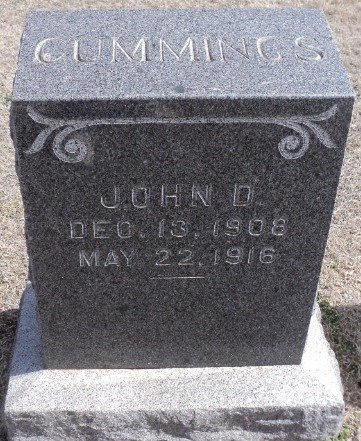 CUMMINGS
JOHN D.
DEC. 13, 1908
MAY 22, 1916